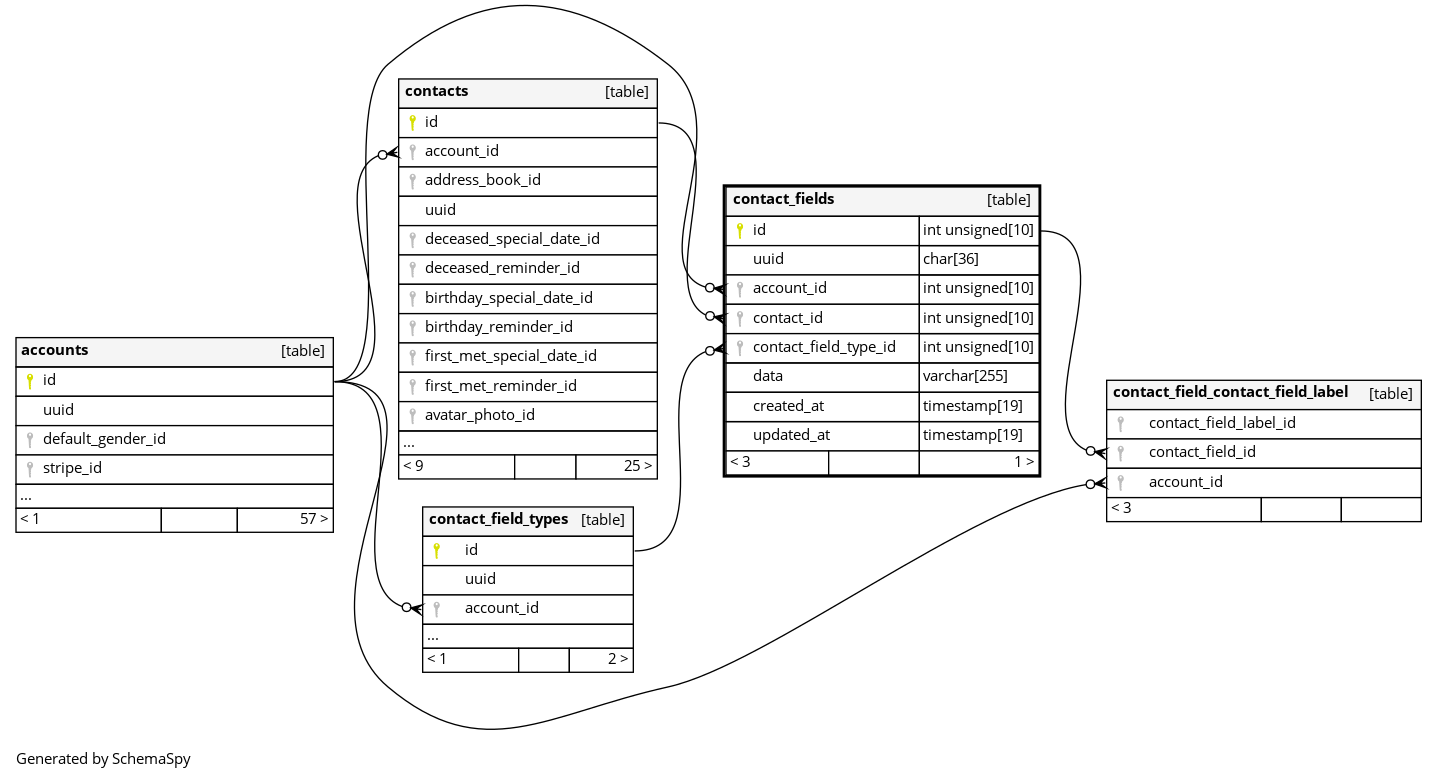 contacts [table]
id
account_id
address_book_id
uuid
deceased_special_date_id
deceased_reminder_id
birthday_special_date_id
birthday_reminder_id
first_met_special_date_id
first_met_reminder_id
avatar_photo_id
...
< 9 25 >
contact_fields [table]
id int unsigned[10]
uuid char[36]
account_id int unsigned[10]
contact_id int unsigned[10]
contact_field_type_id int unsigned[10]
data varchar[255]
created_at timestamp[19]
updated_at timestamp[19]
< 3 1 >
accounts [table]
id
uuid
default_gender_id
stripe_id
...
< 1 57 >
contact_field_contact_field_label [table]
contact_field_label_id
contact_field_id
account_id
< 3
contact_field_types [table]
id
uuid
account_id
...
< 1 2 >
Generated by SchemaSpy